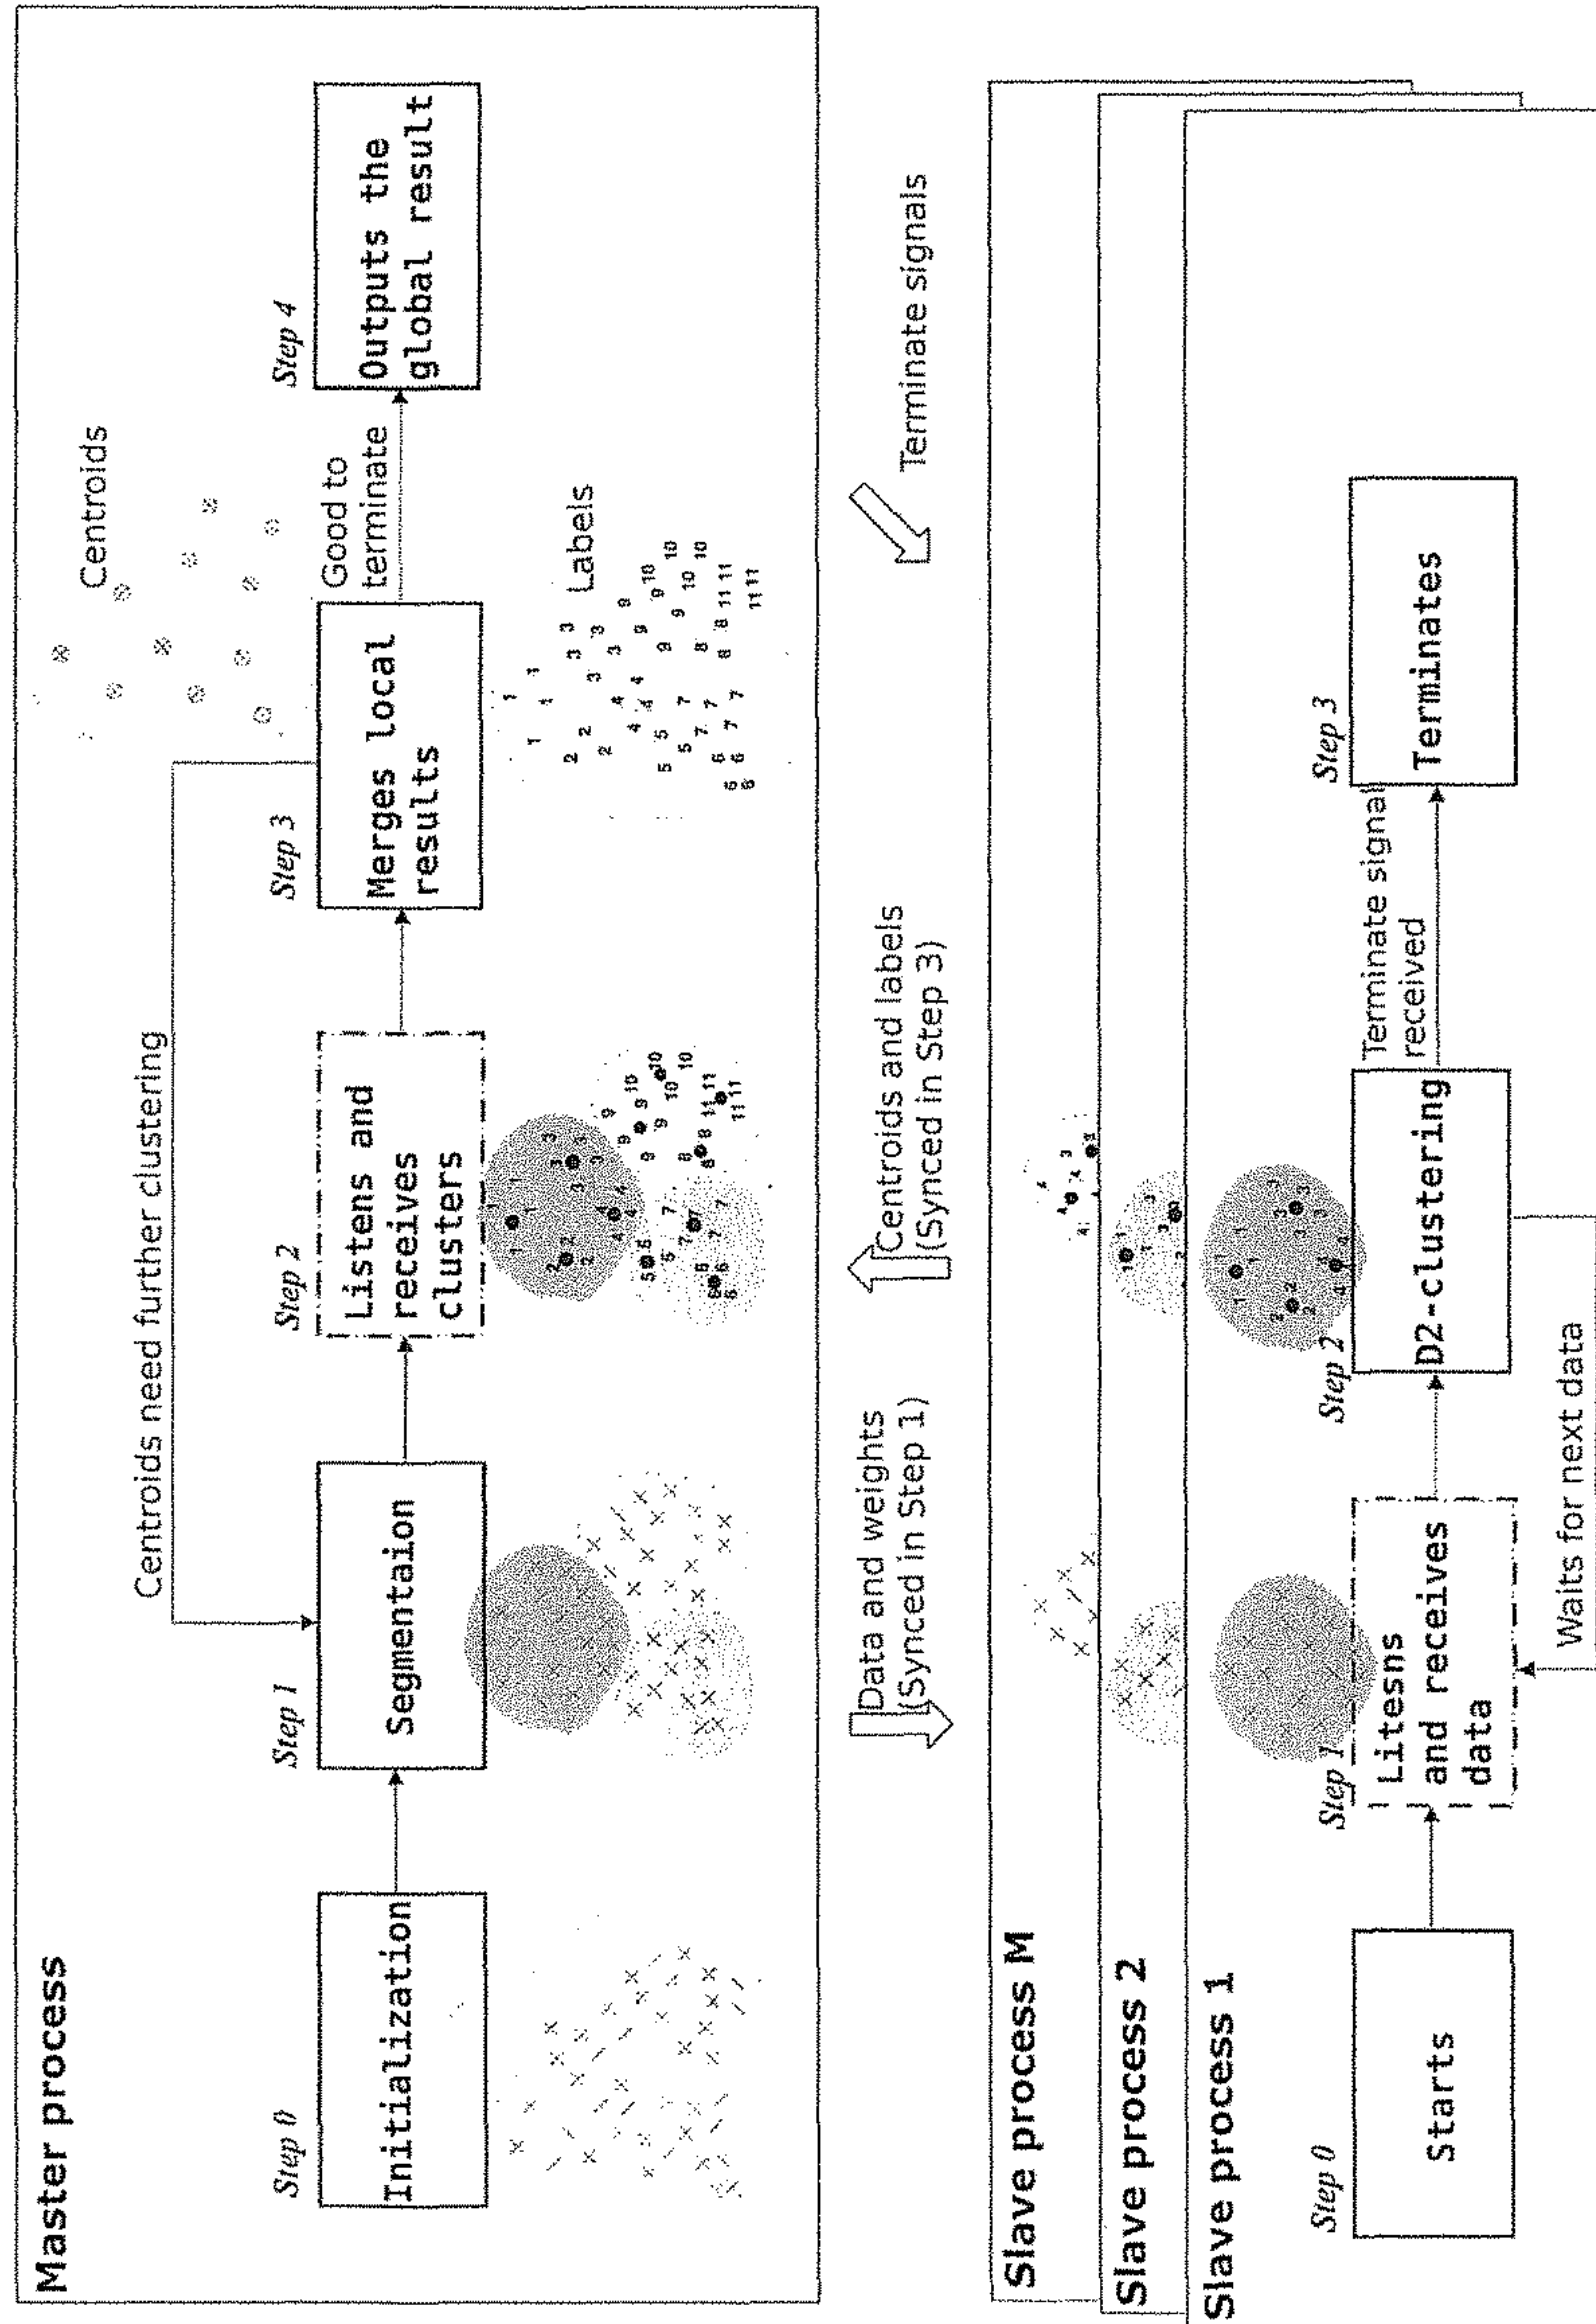 Master process
Centroids need further clustering
Centroids
Step 0
Initialization
Step 1
Segmentaion
Step 2
Listens and
receives
clusters
Step 3
Merges local
results
Good to
terminate
Step 4
Outputs the
global result
Labels
Data and weights
(Synced in Step 1)
Centroids and labels
(Synced in Step 3)
Terminate signals
Slave process M
Slave process 2
Slave process 1
Step 0
Starts
Step 1
Litesns
and receives
data
Step 2
D2-clustering
Terminate signal
received
Step 3
Terminates
Waits for next data